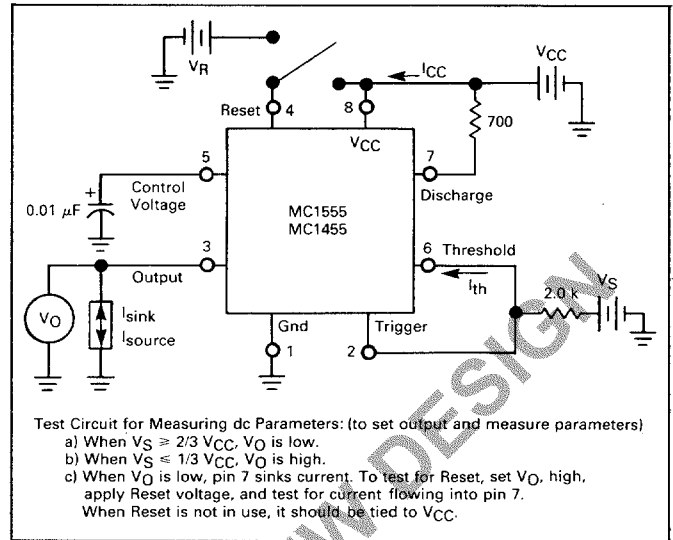 VR
ICC
VCC
Reset 4
8
VCC
700
5
7
Control
Voltage
Discharge
0.01 μF
+
MC1555
MC1455
3
6 Threshold
Output
Ith
VS
2.0 k
VO
Isink
Isource
Gnd
Trigger
1
2
Test Circuit for Measuring dc Parameters: (to set output and measure parameters)
a) When VS ⩾ 2/3 VCC, VO is low.
b) When VS ⩽ 1/3 VCC, VO is high.
c) When VO is low, pin 7 sinks current. To test for Reset, set VO, high,
apply Reset voltage, and test for current flowing into pin 7.
When Reset is not in use, it should be tied to VCC.
W DESIGN